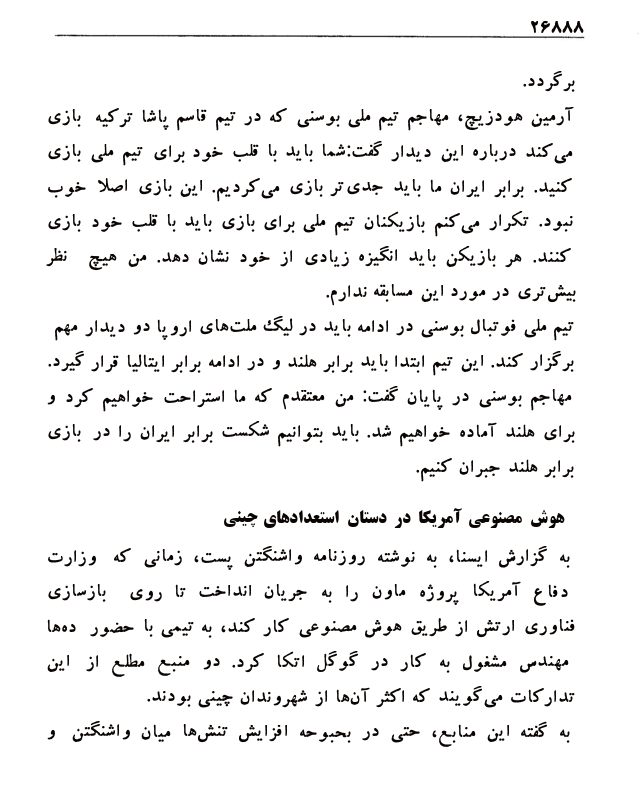 ۲۶۸۸۸
برگردد.
آرمین هودزیچ، مهاجم تیم ملی بوسنی که در تیم قاسم پاشا ترکیه بازی
می‌کند درباره این دیدار گفت:شما باید با قلب خود برای تیم ملی بازی
کنید. برابر ایران ما باید جدی‌تر بازی می‌کردیم. این بازی اصلا خوب
نبود. تکرار می‌کنم بازیکنان تیم ملی برای بازی باید با قلب خود بازی
کنند. هر بازیکن باید انگیزه زیادی از خود نشان دهد. من هیچ نظر
بیش‌تری در مورد این مسابقه ندارم.
تیم ملی فوتبال بوسنی در ادامه باید در لیگ ملت‌های اروپا دو دیدار مهم
برگزار کند. این تیم ابتدا باید برابر هلند و در ادامه برابر ایتالیا قرار گیرد.
مهاجم بوسنی در پایان گفت: من معتقدم که ما استراحت خواهیم کرد و
برای هلند آماده خواهیم شد. باید بتوانیم شکست برابر ایران را در بازی
برابر هلند جبران کنیم.
هوش مصنوعی آمریکا در دستان استعدادهای چینی
به گزارش ایسنا، به نوشته روزنامه واشنگتن پست، زمانی که وزارت
دفاع آمریکا پروژه ماون را به جریان انداخت تا روی بازسازی
فناوری ارتش از طریق هوش مصنوعی کار کند، به تیمی با حضور ده‌ها
مهندس مشغول به کار در گوگل اتکا کرد. دو منبع مطلع از این
تدارکات می‌گویند که اکثر آن‌ها از شهروندان چینی بودند.
به گفته این منابع، حتی در بحبوحه افزایش تنش‌ها میان واشنگتن و